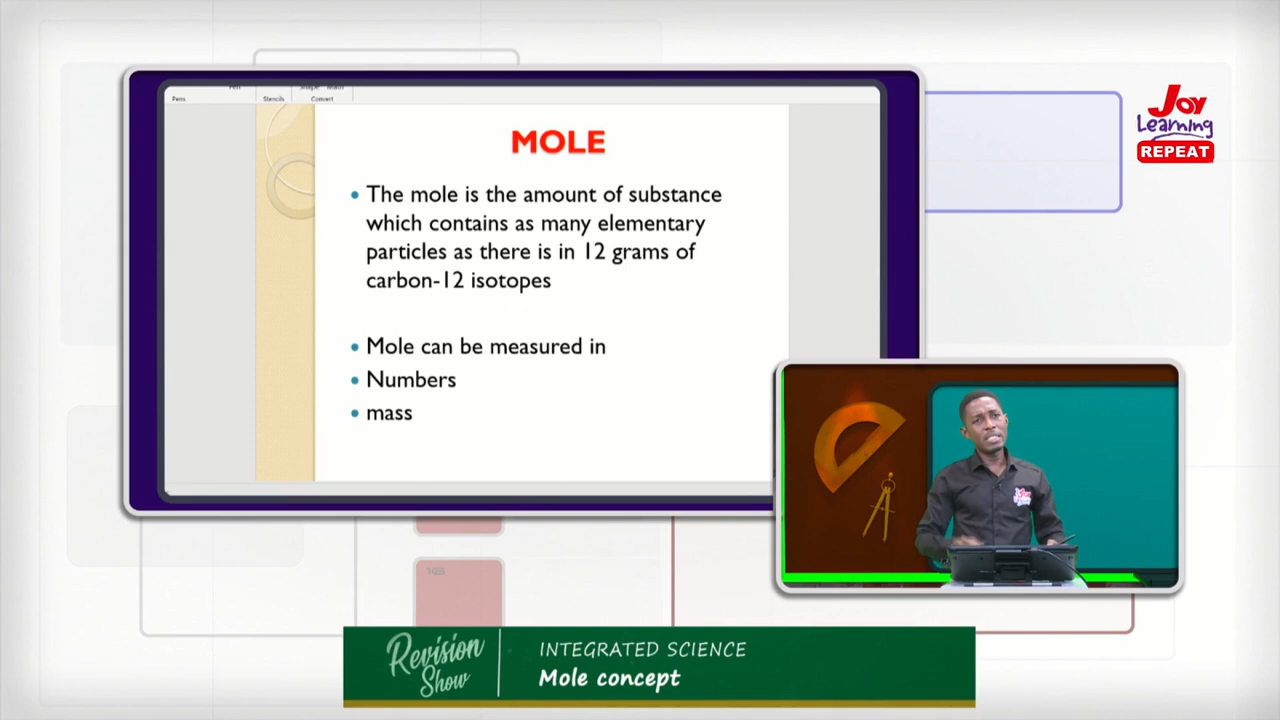 Pens
Stencils
Convert
MOLE
• The mole is the amount of substance
which contains as many elementary
particles as there is in 12 grams of
carbon-12 isotopes
• Mole can be measured in
• Numbers
• mass
JOY
Learning
REPEAT
Revision
Show
INTEGRATED SCIENCE
Mole concept